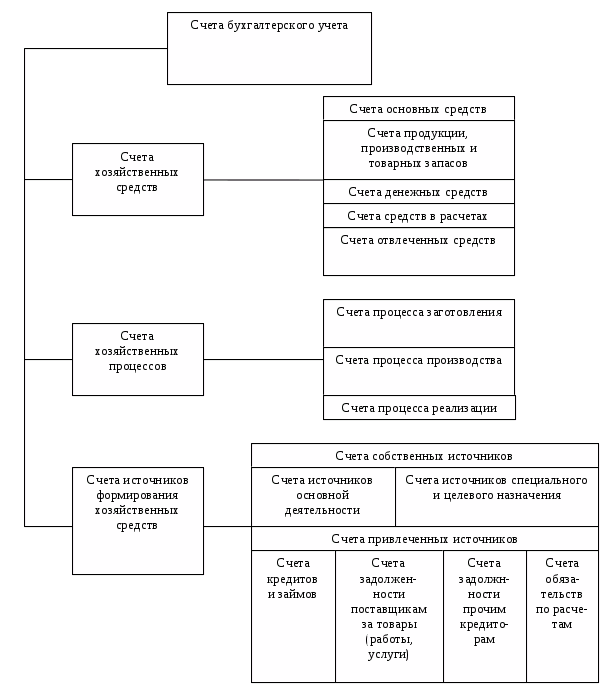 Счета бухгалтерского учета
Счета основных средств
Счета продукции,
производственных и
товарных запасов
Счета
хозяйственных
средств
Счета денежных средств
Счета средств в расчетах
Счета отвлеченных средств
Счета процесса заготовления
Счета
хозяйственных
процессов
Счета процесса производства
Счета процесса реализации
Счета источников
формирования
хозяйственных
средств
Счета собственных источников
Счета источников
основной
деятельности
Счета источников специального
и целевого назначения
Счета привлеченных источников
Счета
кредитов
и займов
Счета
задолжен-
ности
поставщикам
за товары
(работы,
услуги)
Счета
задолжн-
ности
прочим
кредито-
рам
Счета
обяза-
тельств
по расче-
там